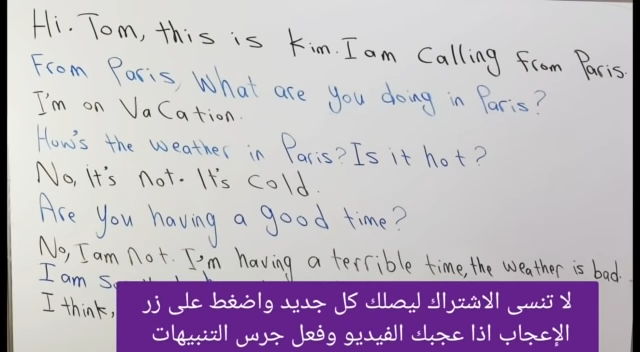 Hi. Tom, this is Kim. I am Calling from Paris.
From Paris, What are you doing in Paris?
I'm on VaCation.
How's the weather in Paris? Is it hot?
No, It's not. It's Cold.
Are You having a good time?
No, I am not. I'm having a terrible time, the weather is bad.
I am
I think,
لا تنسى الاشتراك ليصلك كل جديد واضغط على زر
الإعجاب اذا عجبك الفيديو وفعل جرس التنبيهات